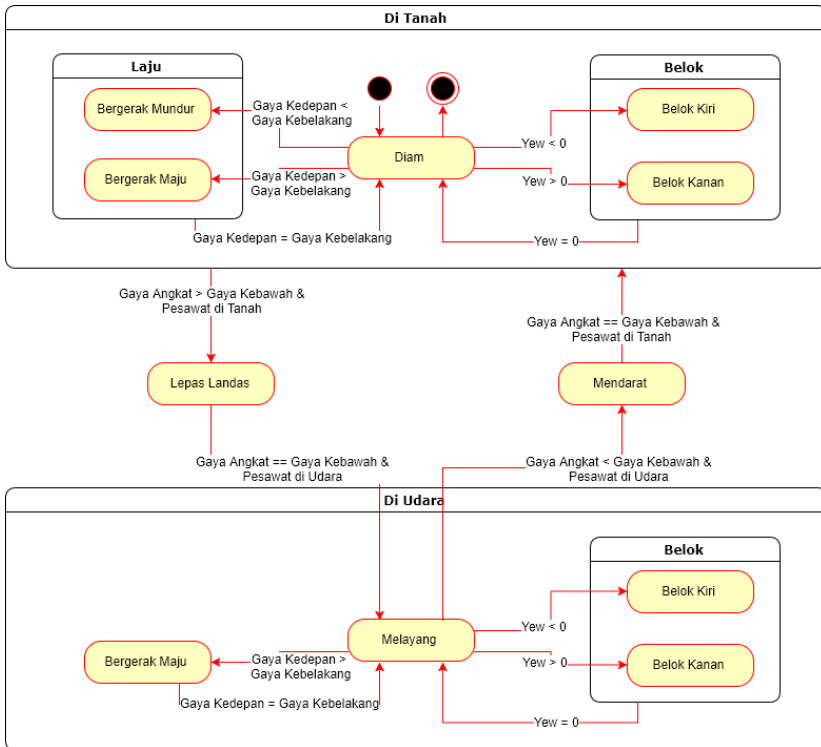 Di Tanah
Laju
Bergerak Mundur
Bergerak Maju
Gaya Kedepan <
Gaya Kebelakang
Gaya Kedepan >
Gaya Kebelakang
Gaya Kedepan = Gaya Kebelakang
Diam
Belok
Belok Kiri
Belok Kanan
Yew < 0
Yew > 0
Yew = 0
Gaya Angkat > Gaya Kebawah &
Pesawat di Tanah
Lepas Landas
Gaya Angkat == Gaya Kebawah &
Pesawat di Udara
Gaya Angkat == Gaya Kebawah &
Pesawat di Tanah
Mendarat
Gaya Angkat < Gaya Kebawah &
Pesawat di Udara
Di Udara
Bergerak Maju
Gaya Kedepan >
Gaya Kebelakang
Gaya Kedepan = Gaya Kebelakang
Melayang
Belok
Belok Kiri
Belok Kanan
Yew < 0
Yew > 0
Yew = 0